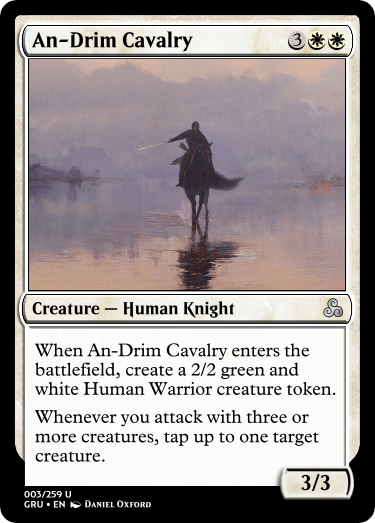 An-Drim Cavalry 3
Creature — Human Knight
When An-Drim Cavalry enters the
battlefield, create a 2/2 green and
white Human Warrior creature token.
Whenever you attack with three or
more creatures, tap up to one target
creature.
3/3
003/259 U
GRU • EN Daniel Oxford